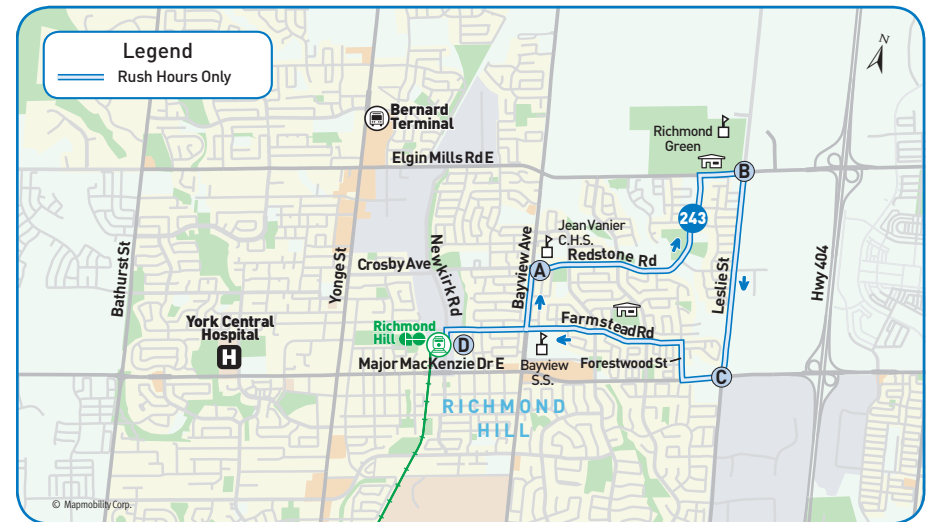 Legend
Rush Hours Only
N
Bernard
Terminal
Richmond
Green
Elgin Mills Rd E
B
243
Jean Vanier
C.H.S.
Redstone Rd
A
Crosby Ave
Newkirk Rd
Bayview Ave
Bathurst St
Yonge St
Leslie St
Hwy 404
York Central
Hospital
H
Richmond
Hill
D
Farmstead Rd
Major MacKenzie Dr E
Bayview
S.S.
Forestwood St
C
RICHMOND
HILL
© Mapmobility Corp.